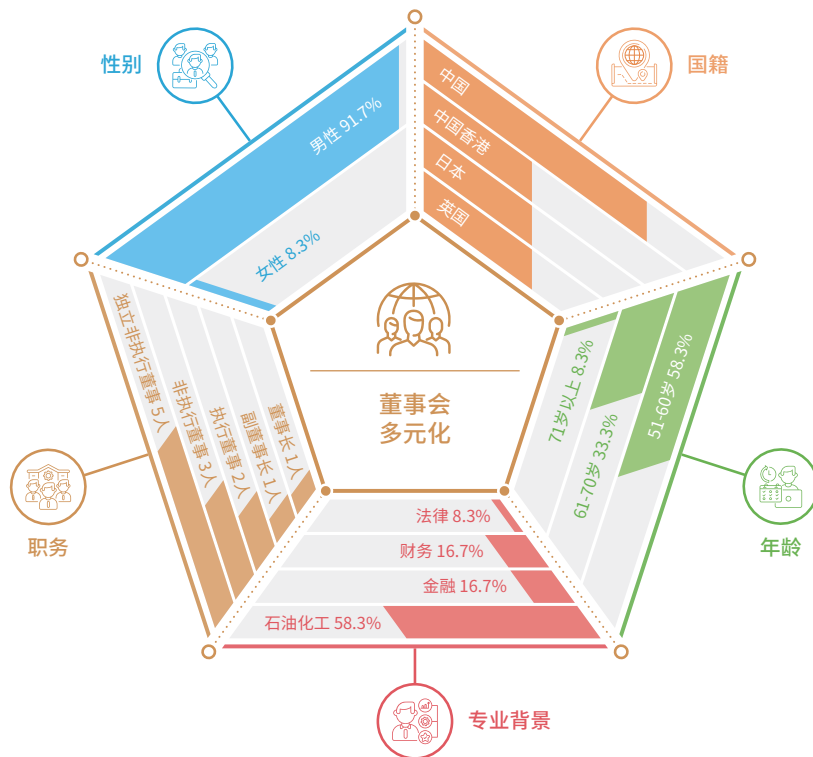 性别
男性 91.7%
女性 8.3%
国籍
中国
中国香港
日本
英国
董事会
多元化
年龄
71岁以上 8.3%
61-70岁 33.3%
51-60岁 58.3%
职务
独立非执行董事 5人
非执行董事 3人
执行董事 2人
副董事长 1人
董事长 1人
法律 8.3%
财务 16.7%
金融 16.7%
石油化工 58.3%
专业背景